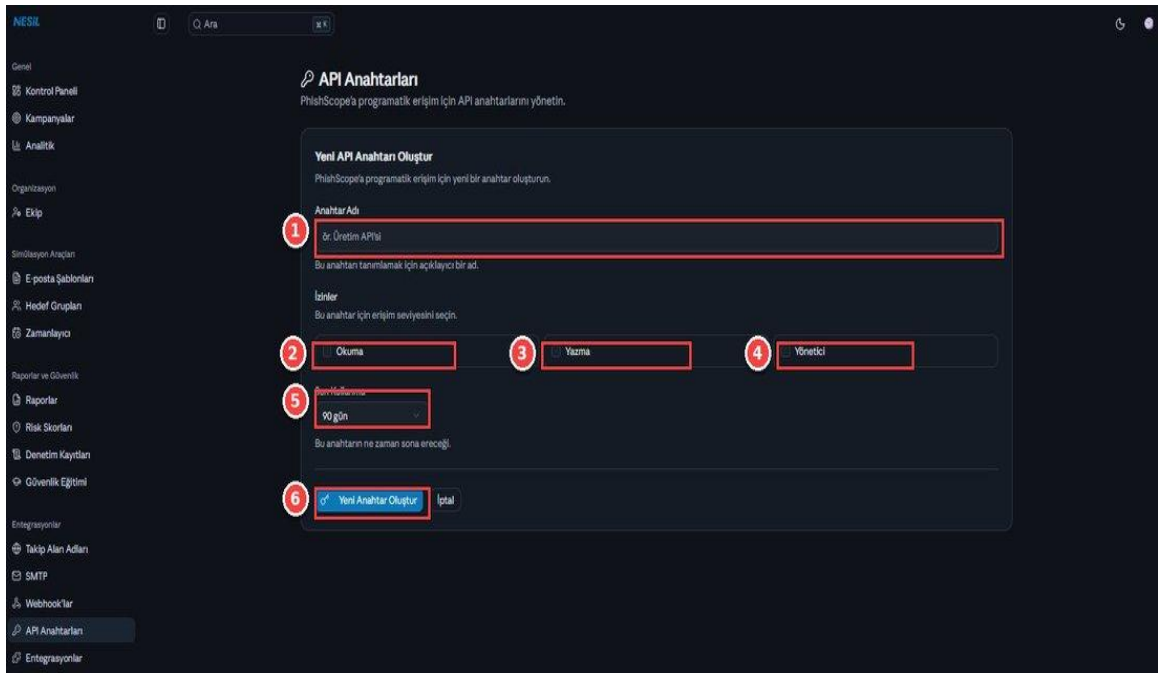 NESİL
Ara
⌘ K
Genel
Kontrol Paneli
Kampanyalar
Analitik
Organizasyon
Ekip
Simülasyon Araçları
E-posta Şablonları
Hedef Grupları
Zamanlayıcı
Raporlar ve Güvenlik
Raporlar
Risk Skorları
Denetim Kayıtları
Güvenlik Eğitimi
Entegrasyonlar
Takip Alan Adları
SMTP
Webhook'lar
API Anahtarları
Entegrasyonlar
API Anahtarları
PhishScope'a programatik erişim için API anahtarlarını yönetin.
Yeni API Anahtarı Oluştur
PhishScope'a programatik erişim için yeni bir anahtar oluşturun.
Anahtar Adı
1
ör. Üretim API'si
Bu anahtarı tanımlamak için açıklayıcı bir ad.
İzinler
Bu anahtar için erişim seviyesini seçin.
2 Okuma 3 Yazma 4 Yönetici
Son Kullanma
5
90 gün
Bu anahtarın ne zaman sona ereceği.
6 Yeni Anahtar Oluştur İptal